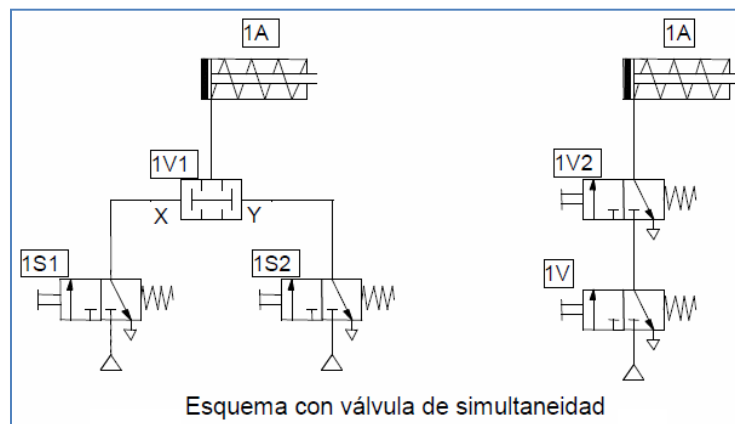 1A
1A
1V1
1V2
X
Y
1S1
1S2
1V
Esquema con válvula de simultaneidad